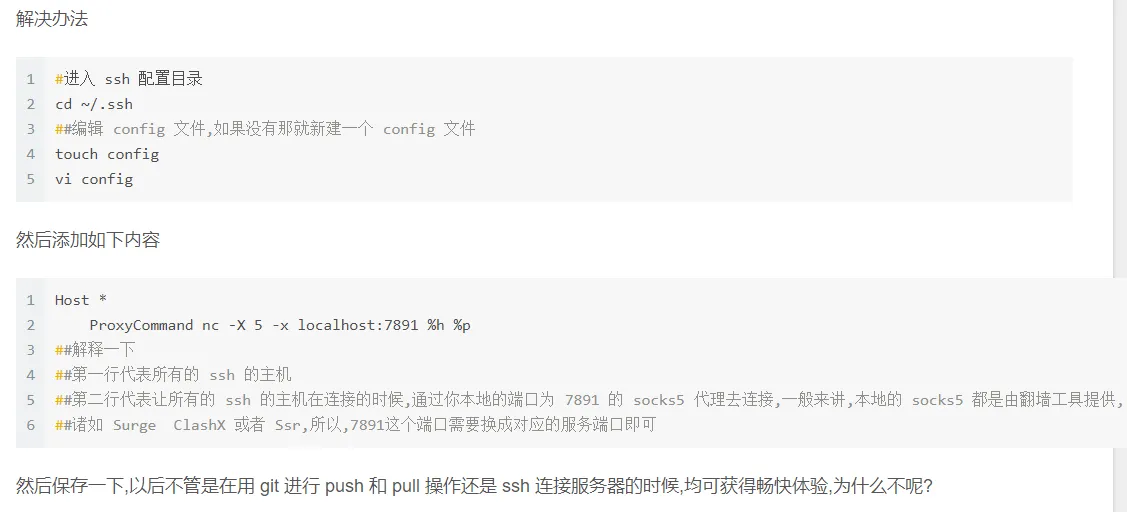 解决办法
1 #进入 ssh 配置目录
2 cd ~/.ssh
3 ##编辑 config 文件,如果没有那就新建一个 config 文件
4 touch config
5 vi config
然后添加如下内容
1 Host *
2     ProxyCommand nc -X 5 -x localhost:7891 %h %p
3 ##解释一下
4 ##第一行代表所有的 ssh 的主机
5 ##第二行代表让所有的 ssh 的主机在连接的时候,通过你本地的端口为 7891 的 socks5 代理去连接,一般来讲,本地的 socks5 都是由翻墙工具提供,
6 ##诸如 Surge  ClashX 或者 Ssr,所以,7891这个端口需要换成对应的服务端口即可
然后保存一下,以后不管是在用 git 进行 push 和 pull 操作还是 ssh 连接服务器的时候,均可获得畅快体验,为什么不呢?